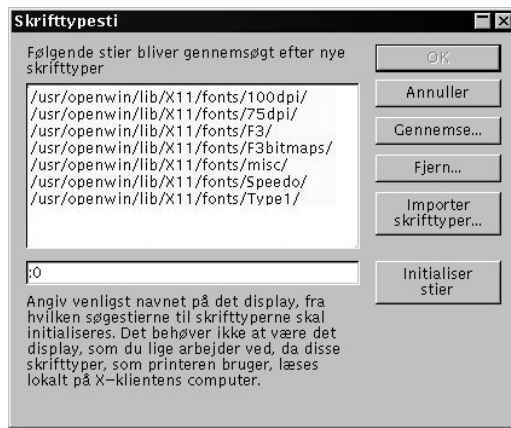 Skrifttypesti
Følgende stier bliver gennemsøgt efter nye
skrifttyper
/usr/openwin/lib/X11/fonts/100dpi/
/usr/openwin/lib/X11/fonts/75dpi/
/usr/openwin/lib/X11/fonts/F3/
/usr/openwin/lib/X11/fonts/F3bitmaps/
/usr/openwin/lib/X11/fonts/misc/
/usr/openwin/lib/X11/fonts/Speedo/
/usr/openwin/lib/X11/fonts/Type1/
:0
Angiv venligst navnet på det display, fra
hvilken søgestierne til skrifttyperne skal
initialiseres. Det behøver ikke at være det
display, som du lige arbejder ved, da disse
skrifttyper, som printeren bruger, læses
lokalt på X-klientens computer.
OK
Annuller
Gennemse...
Fjern...
Importer
skrifttyper...
Initialiser
stier